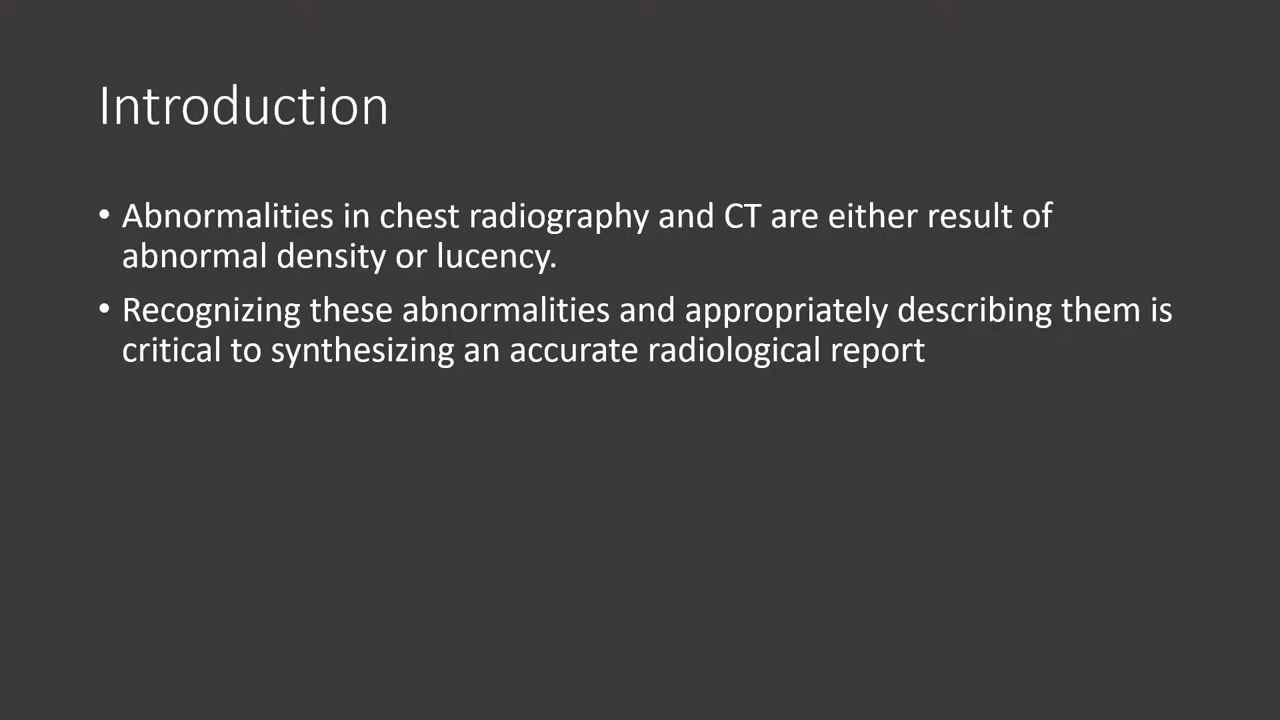 Introduction
• Abnormalities in chest radiography and CT are either result of
abnormal density or lucency.
• Recognizing these abnormalities and appropriately describing them is
critical to synthesizing an accurate radiological report